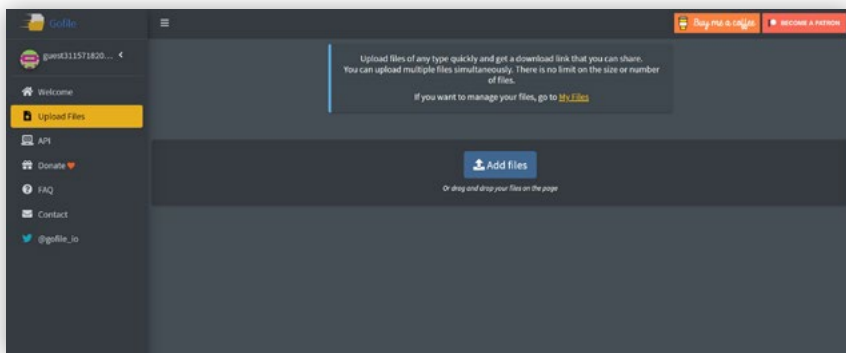 Gofile
Buy me a coffee
BECOME A PATRON
guest311571820...
Welcome
Upload Files
API
Donate
FAQ
Contact
@gofile_io
Upload files of any type quickly and get a download link that you can share.
You can upload multiple files simultaneously. There is no limit on the size or number
of files.
If you want to manage your files, go to My Files
Add files
Or drag and drop your files on the page